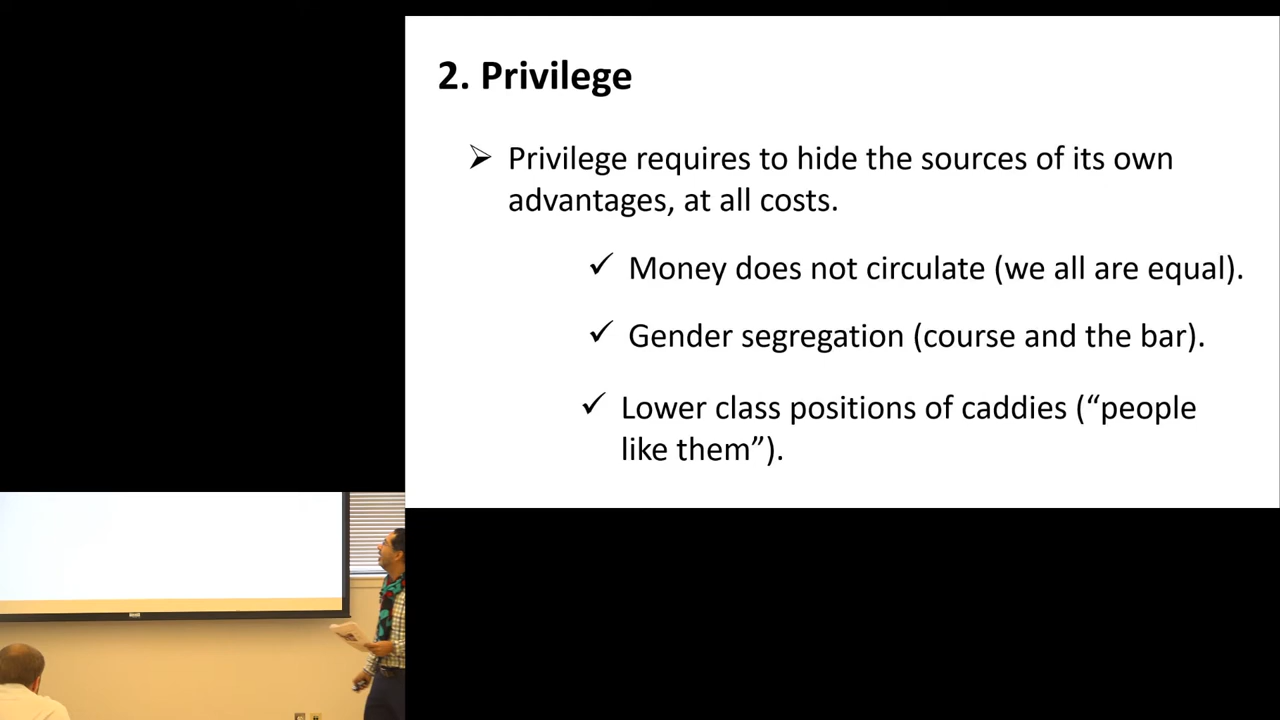 2. Privilege
➢ Privilege requires to hide the sources of its own
advantages, at all costs.
✓ Money does not circulate (we all are equal).
✓ Gender segregation (course and the bar).
✓ Lower class positions of caddies (“people
like them”).